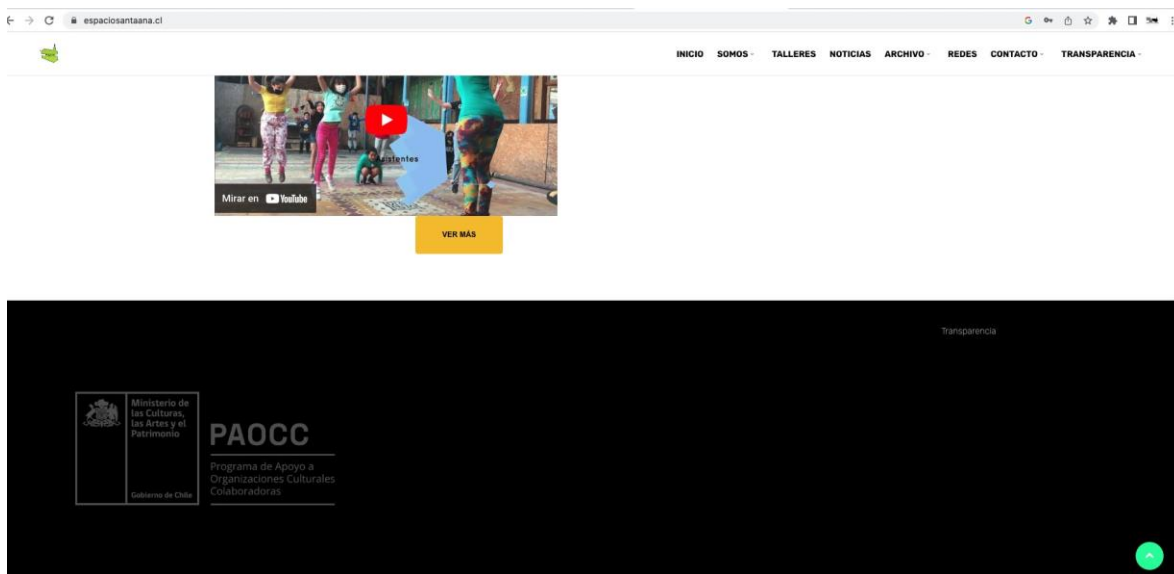 espaciosantaana.cl
INICIO SOMOS TALLERES NOTICIAS ARCHIVO REDES CONTACTO TRANSPARENCIA
Asistentes
Mirar en YouTube
VER MÁS
Transparencia
Ministerio de
las Culturas,
las Artes y el
Patrimonio
Gobierno de Chile
PAOCC
Programa de Apoyo a
Organizaciones Culturales
Colaboradoras